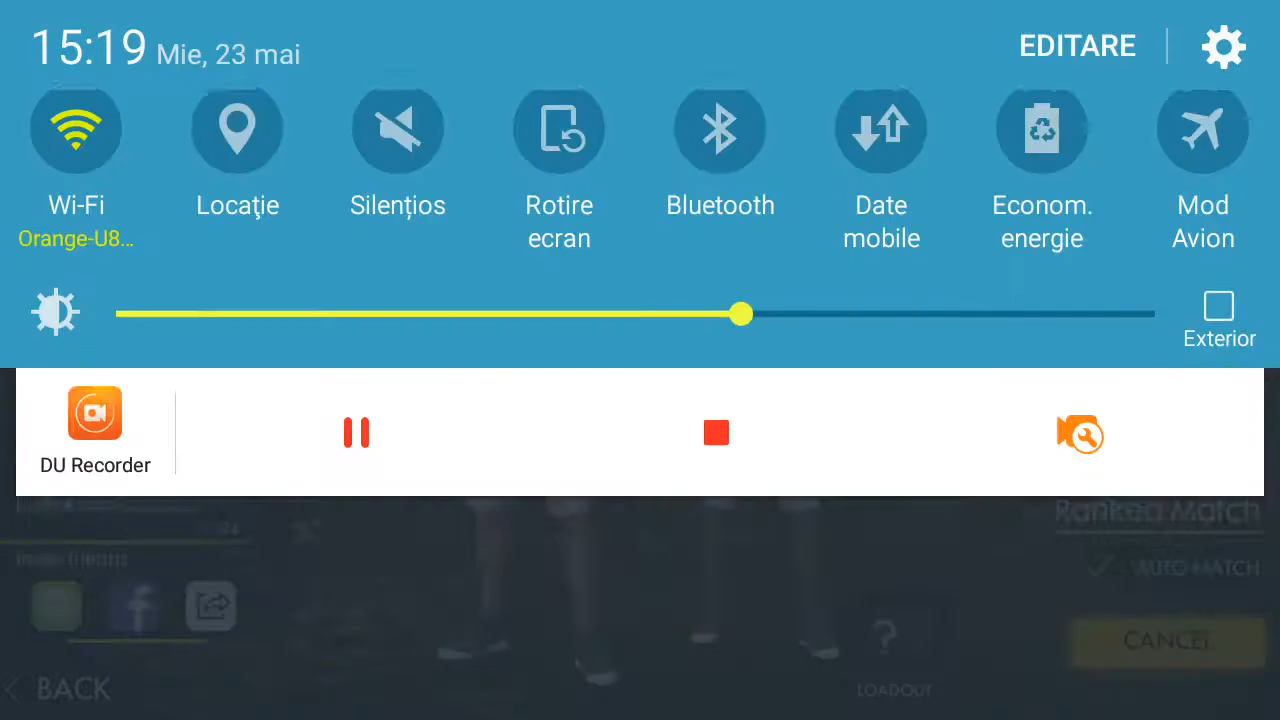 15:19 Mie, 23 mai
EDITARE
Wi-Fi
Orange-U8...
Locaţie
Silențios
Rotire
ecran
Bluetooth
Date
mobile
Econom.
energie
Mod
Avion
Exterior
DU Recorder
Ranked Match
AUTO MATCH
CANCEL
LOADOUT
BACK